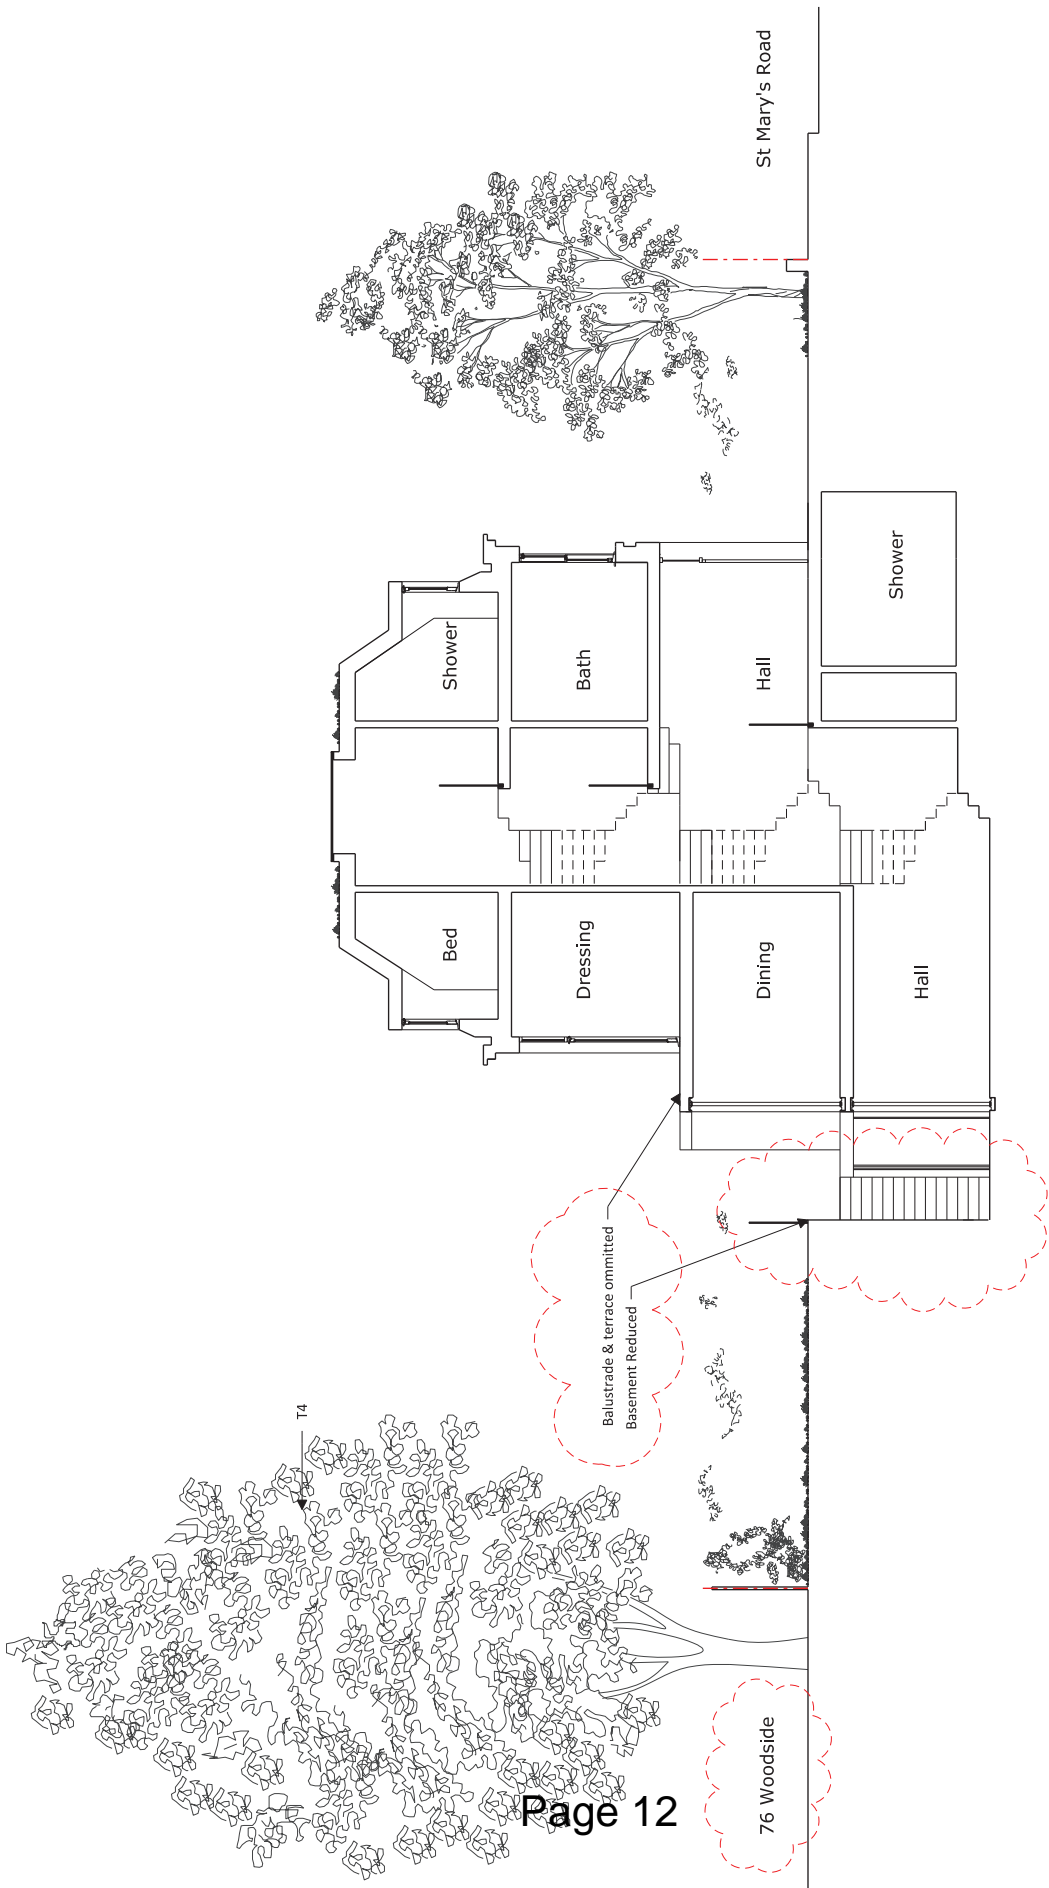 T4
Balustrade & terrace ommitted
Basement Reduced
Bed
Shower
Dressing
Bath
76 Woodside
Dining
Hall
St Mary's Road
Hall
Shower
Page 12